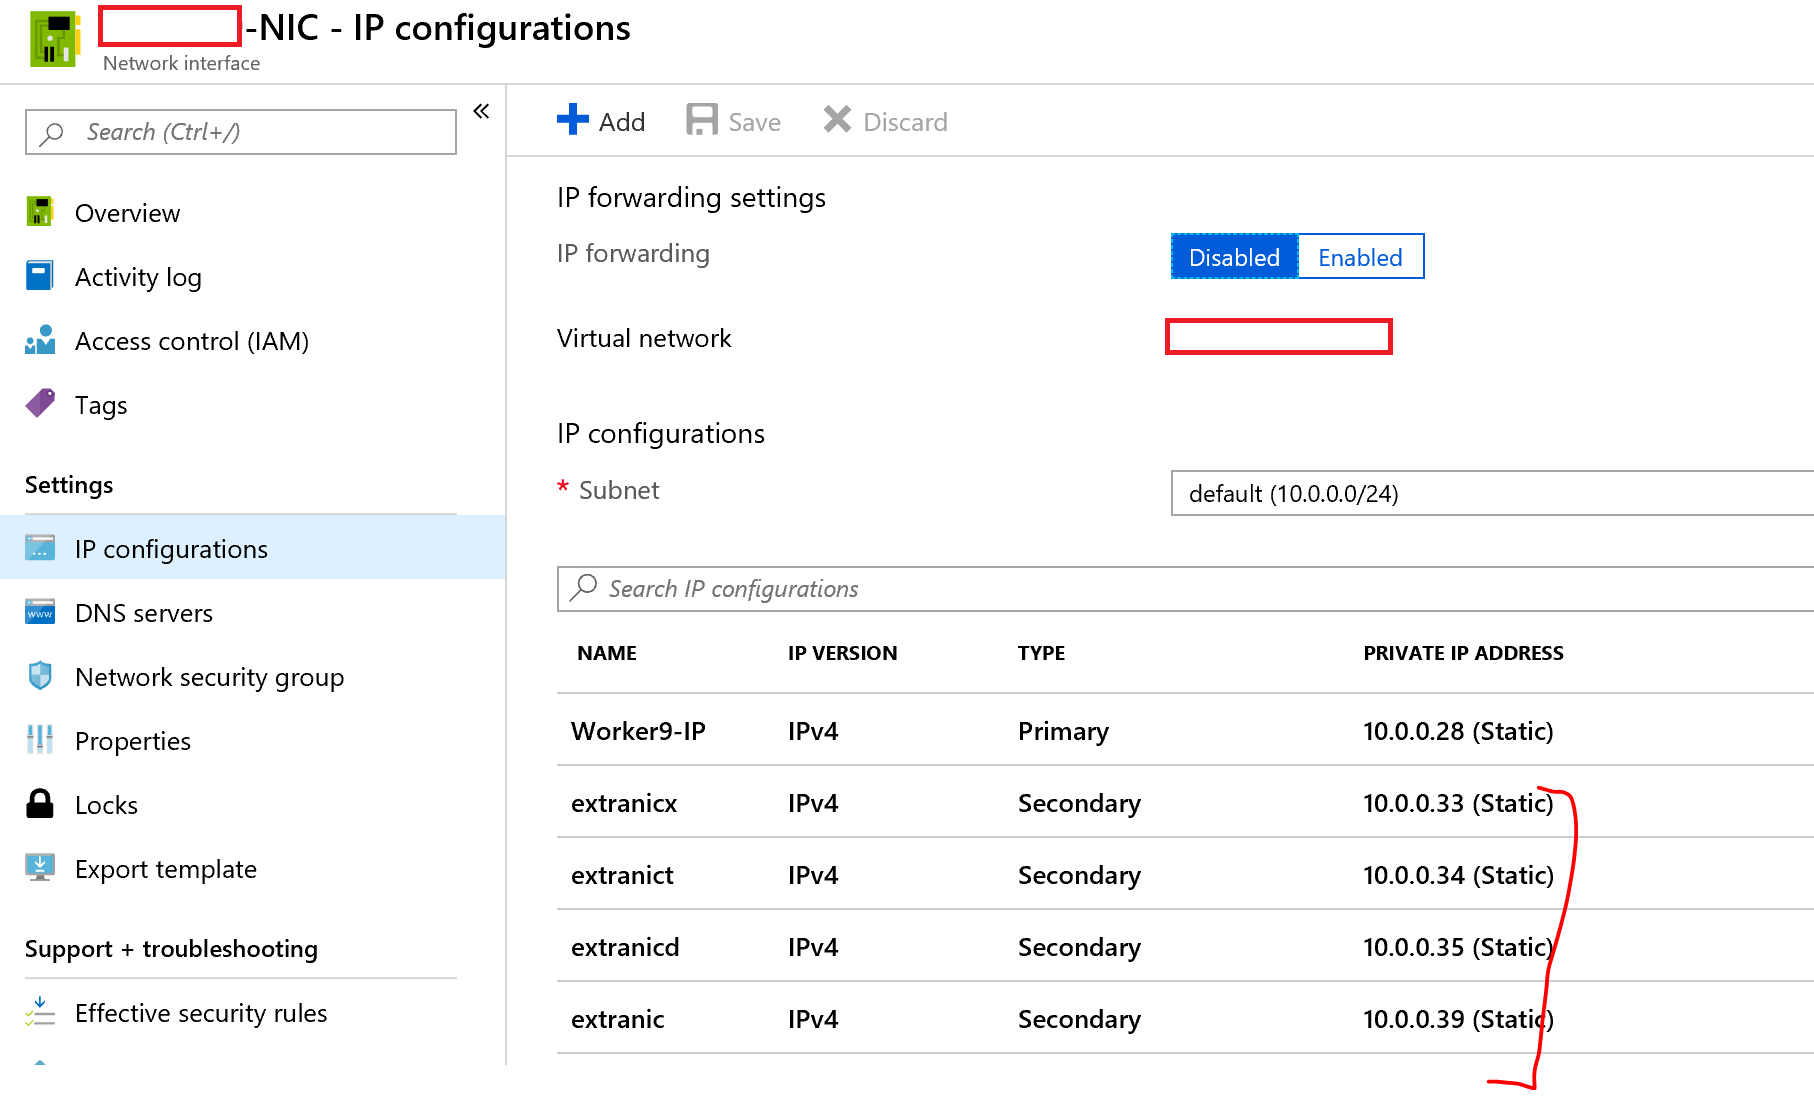 -NIC - IP configurations
Network interface
Search (Ctrl+/)
«
Overview
Activity log
Access control (IAM)
Tags
Settings
IP configurations
DNS servers
Network security group
Properties
Locks
Export template
Support + troubleshooting
Effective security rules
Add Save Discard
IP forwarding settings
IP forwarding Disabled Enabled
Virtual network
IP configurations
* Subnet default (10.0.0.0/24)
Search IP configurations
NAME IP VERSION TYPE PRIVATE IP ADDRESS
Worker9-IP IPv4 Primary 10.0.0.28 (Static)
extranicx IPv4 Secondary 10.0.0.33 (Static)
extranict IPv4 Secondary 10.0.0.34 (Static)
extranicd IPv4 Secondary 10.0.0.35 (Static)
extranic IPv4 Secondary 10.0.0.39 (Static)